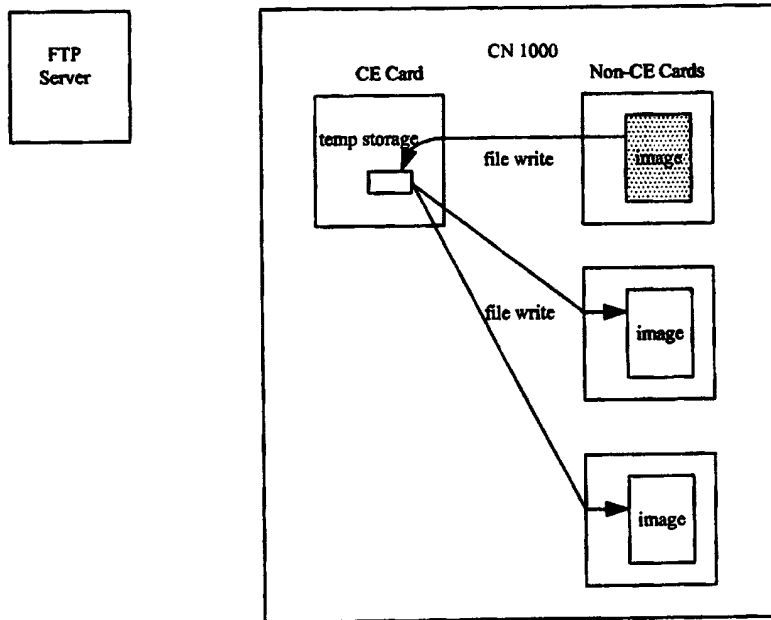 FTP
Server
CN 1000
CE Card
Non-CE Cards
temp storage
image
file write
image
file write
image